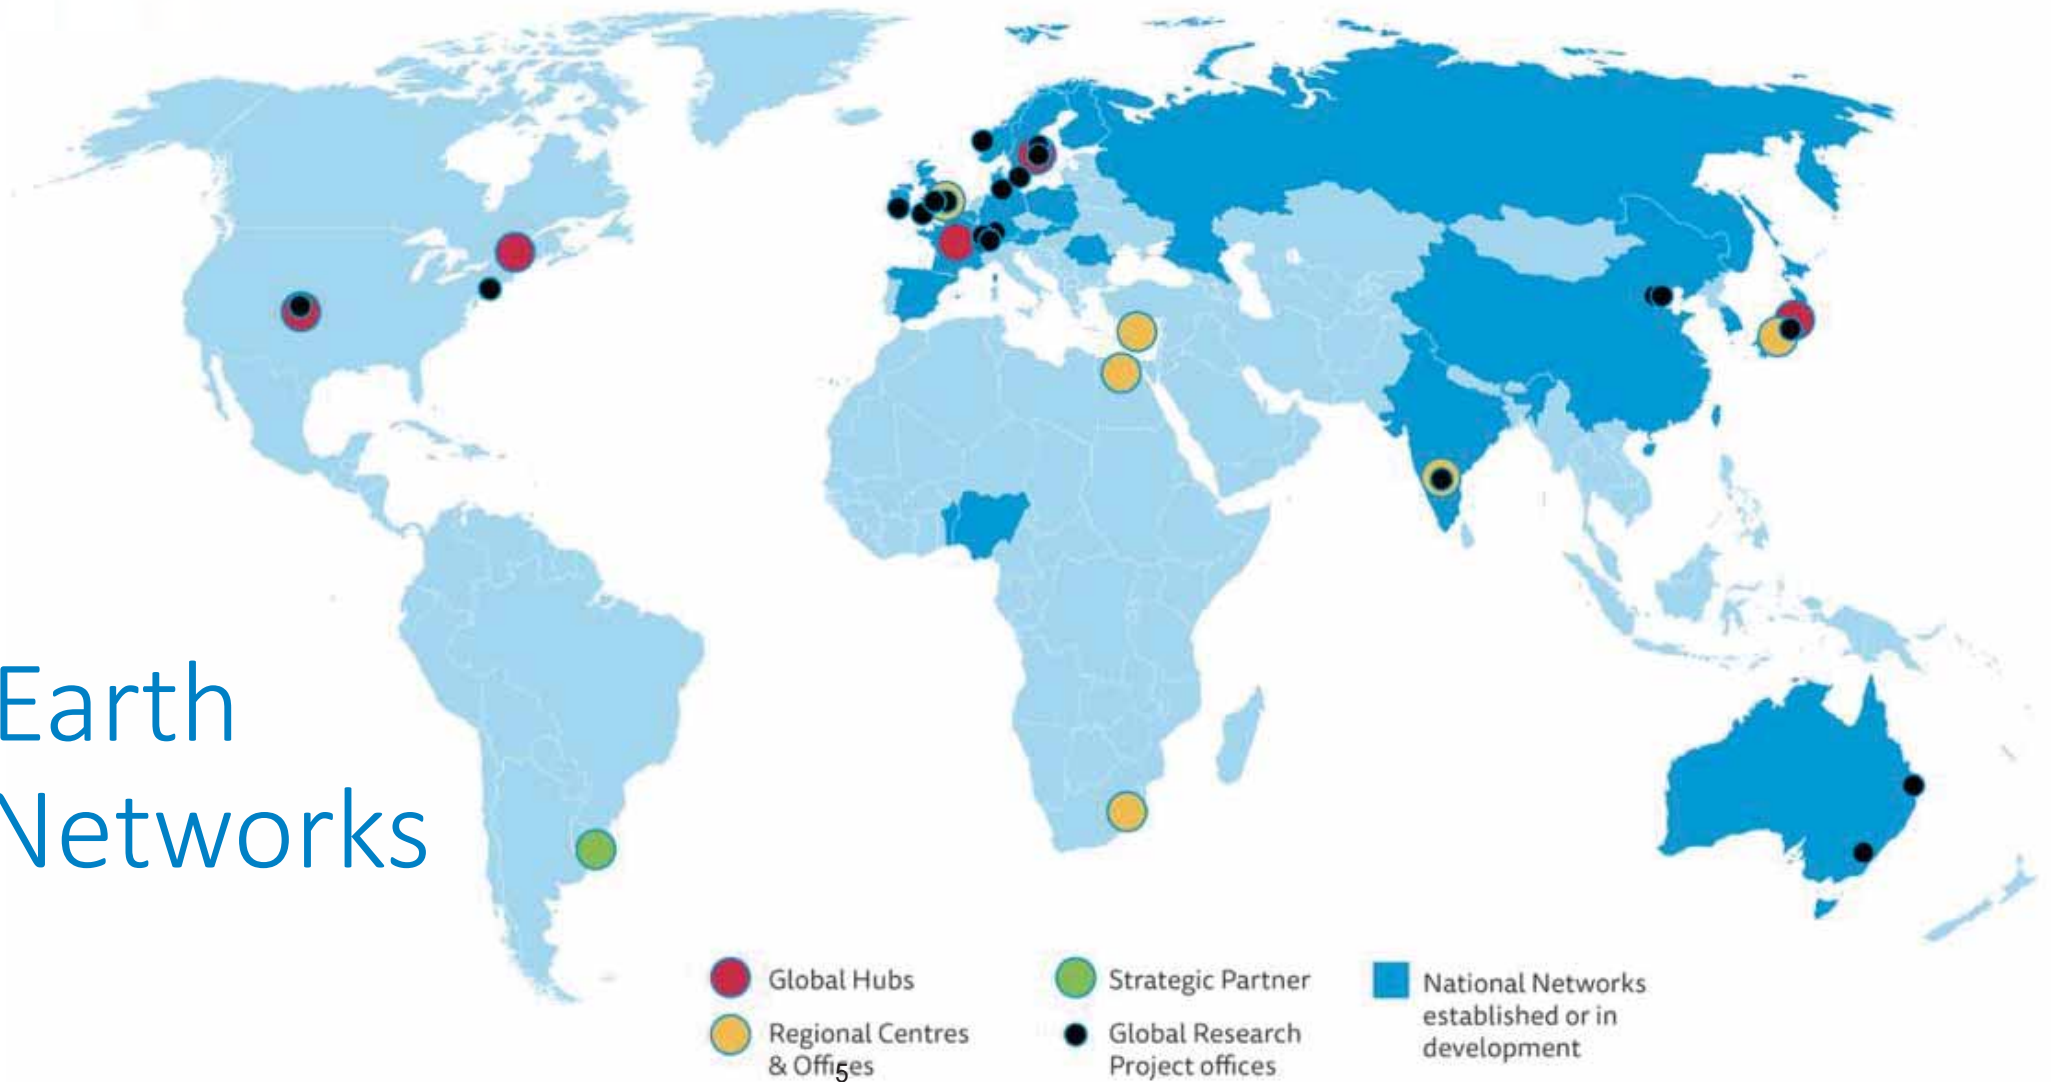 Earth
Networks
Global Hubs
Regional Centres
& Offices
Strategic Partner
Global Research
Project offices
National Networks
established or in
development
5